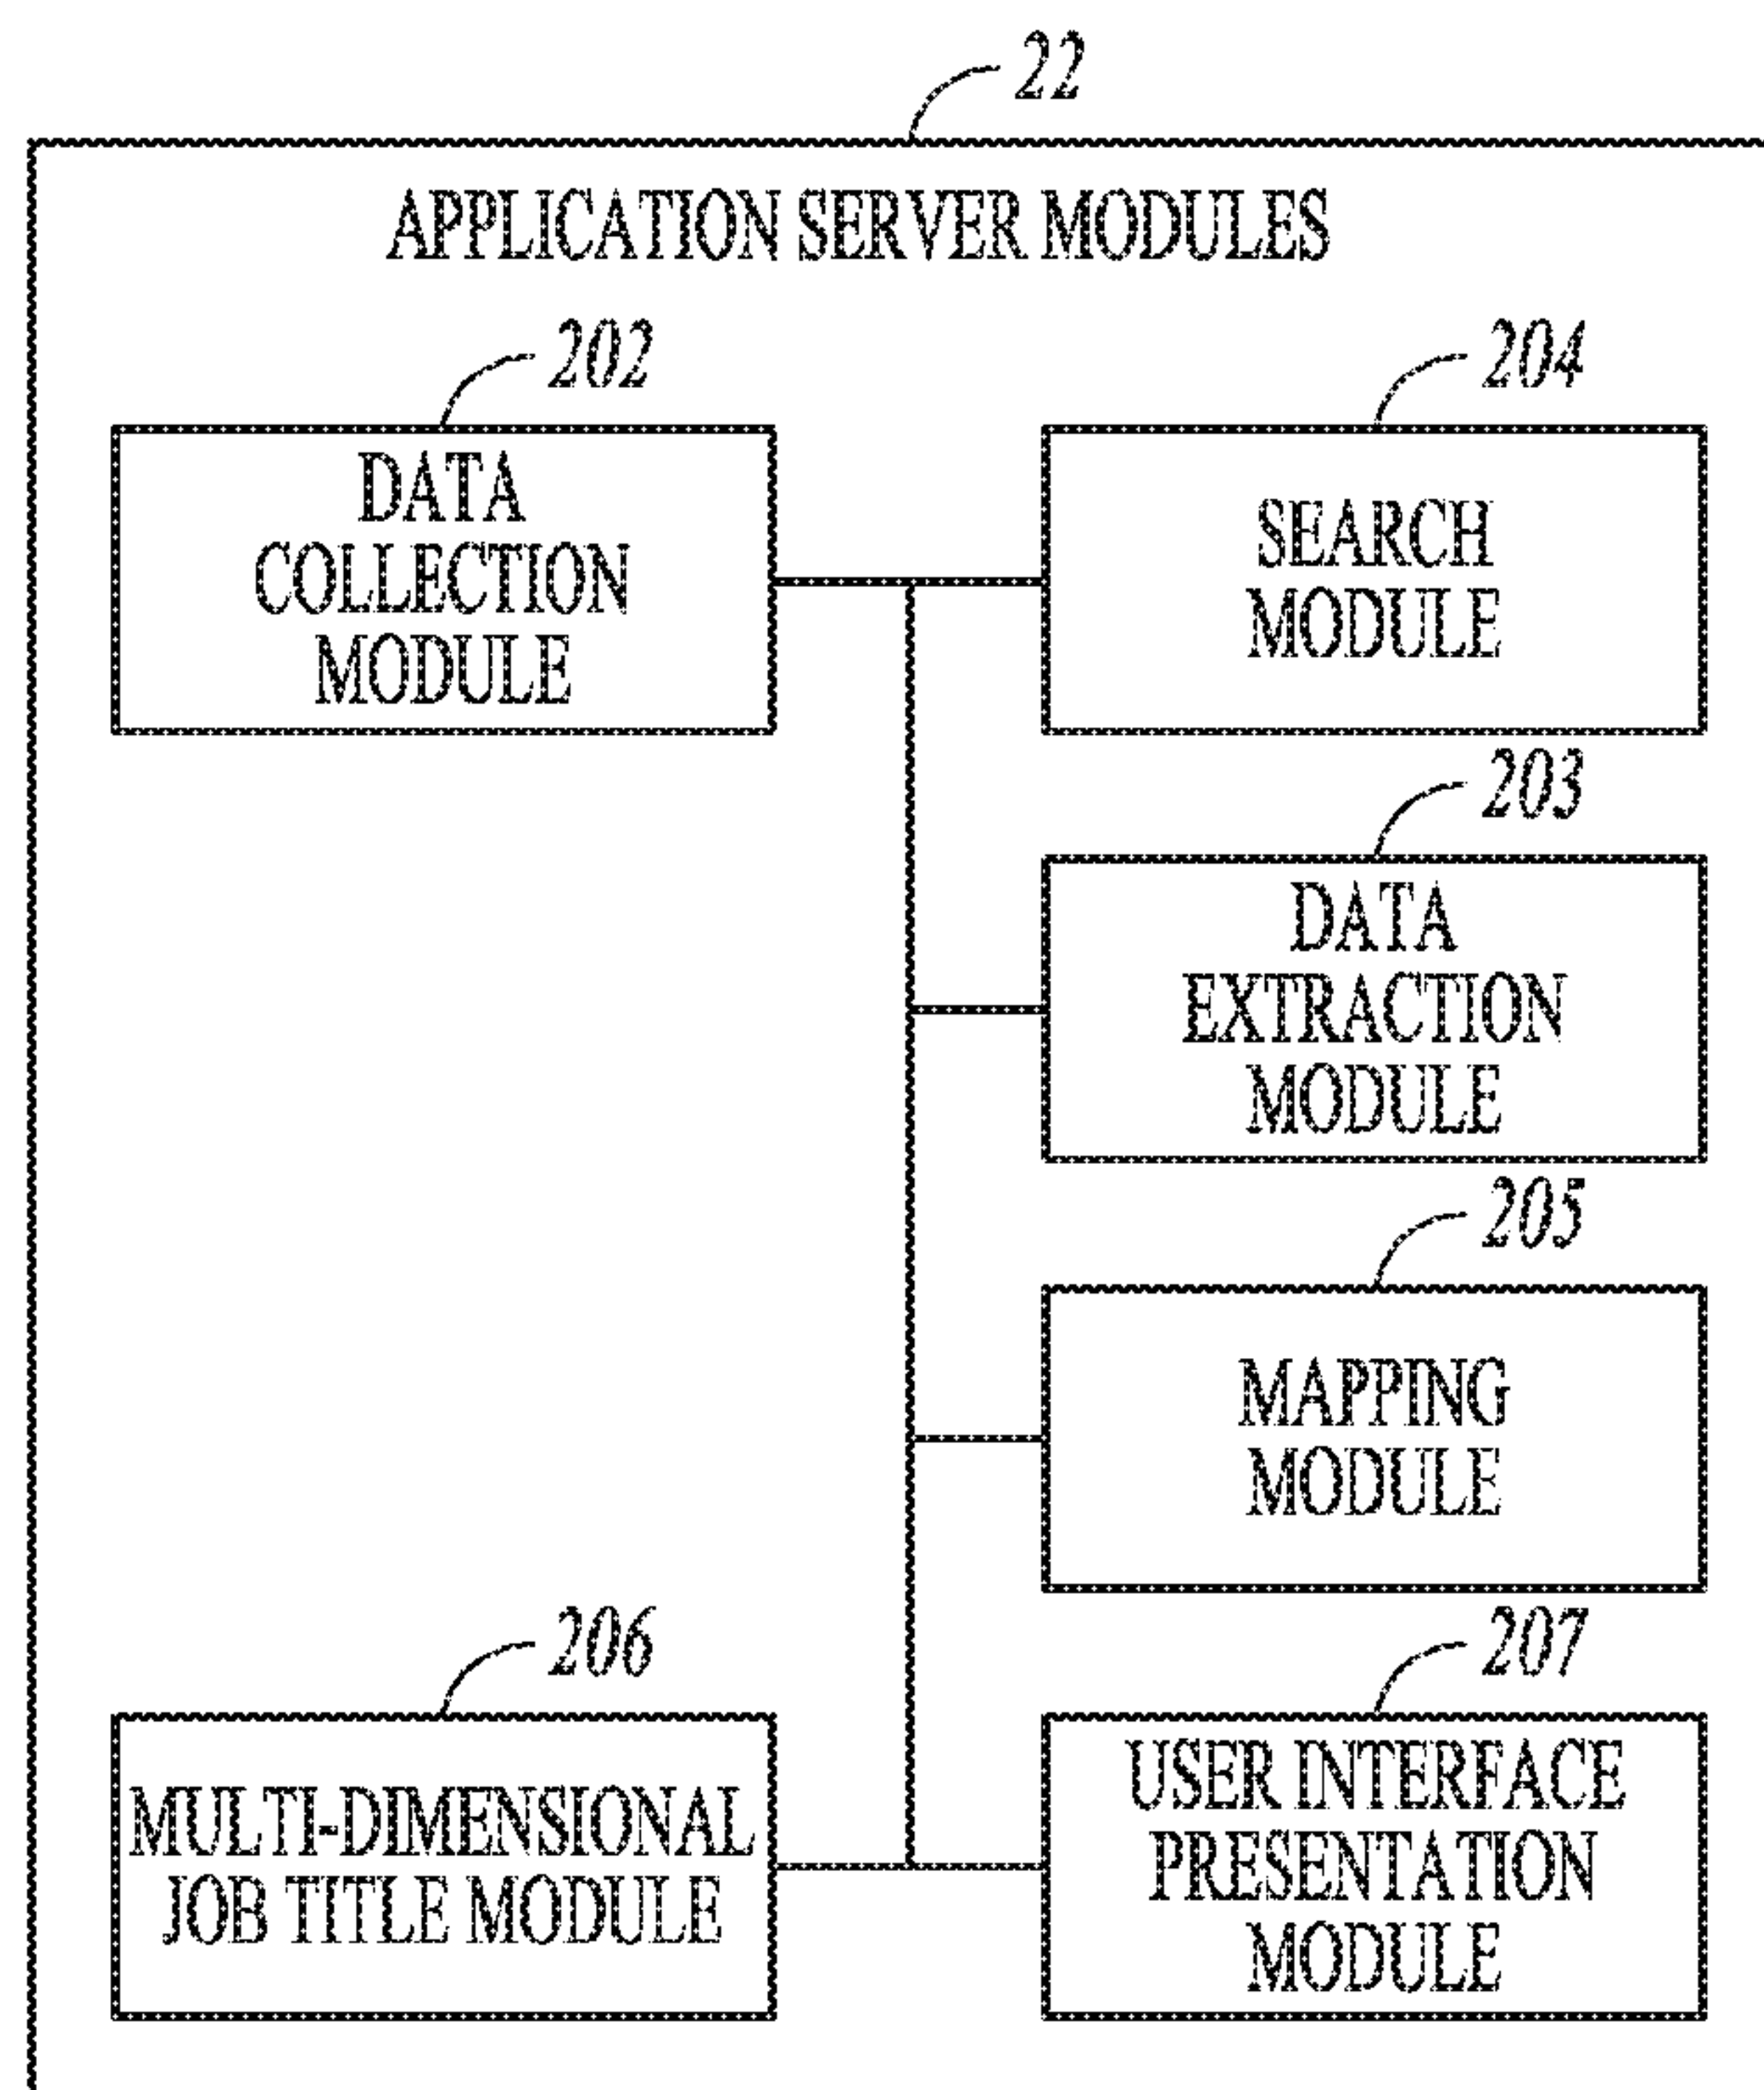 22
APPLICATION SERVER MODULES
202
DATA
COLLECTION
MODULE
204
SEARCH
MODULE
203
DATA
EXTRACTION
MODULE
205
MAPPING
MODULE
206
MULTI-DIMENSIONAL
JOB TITLE MODULE
207
USER INTERFACE
PRESENTATION
MODULE